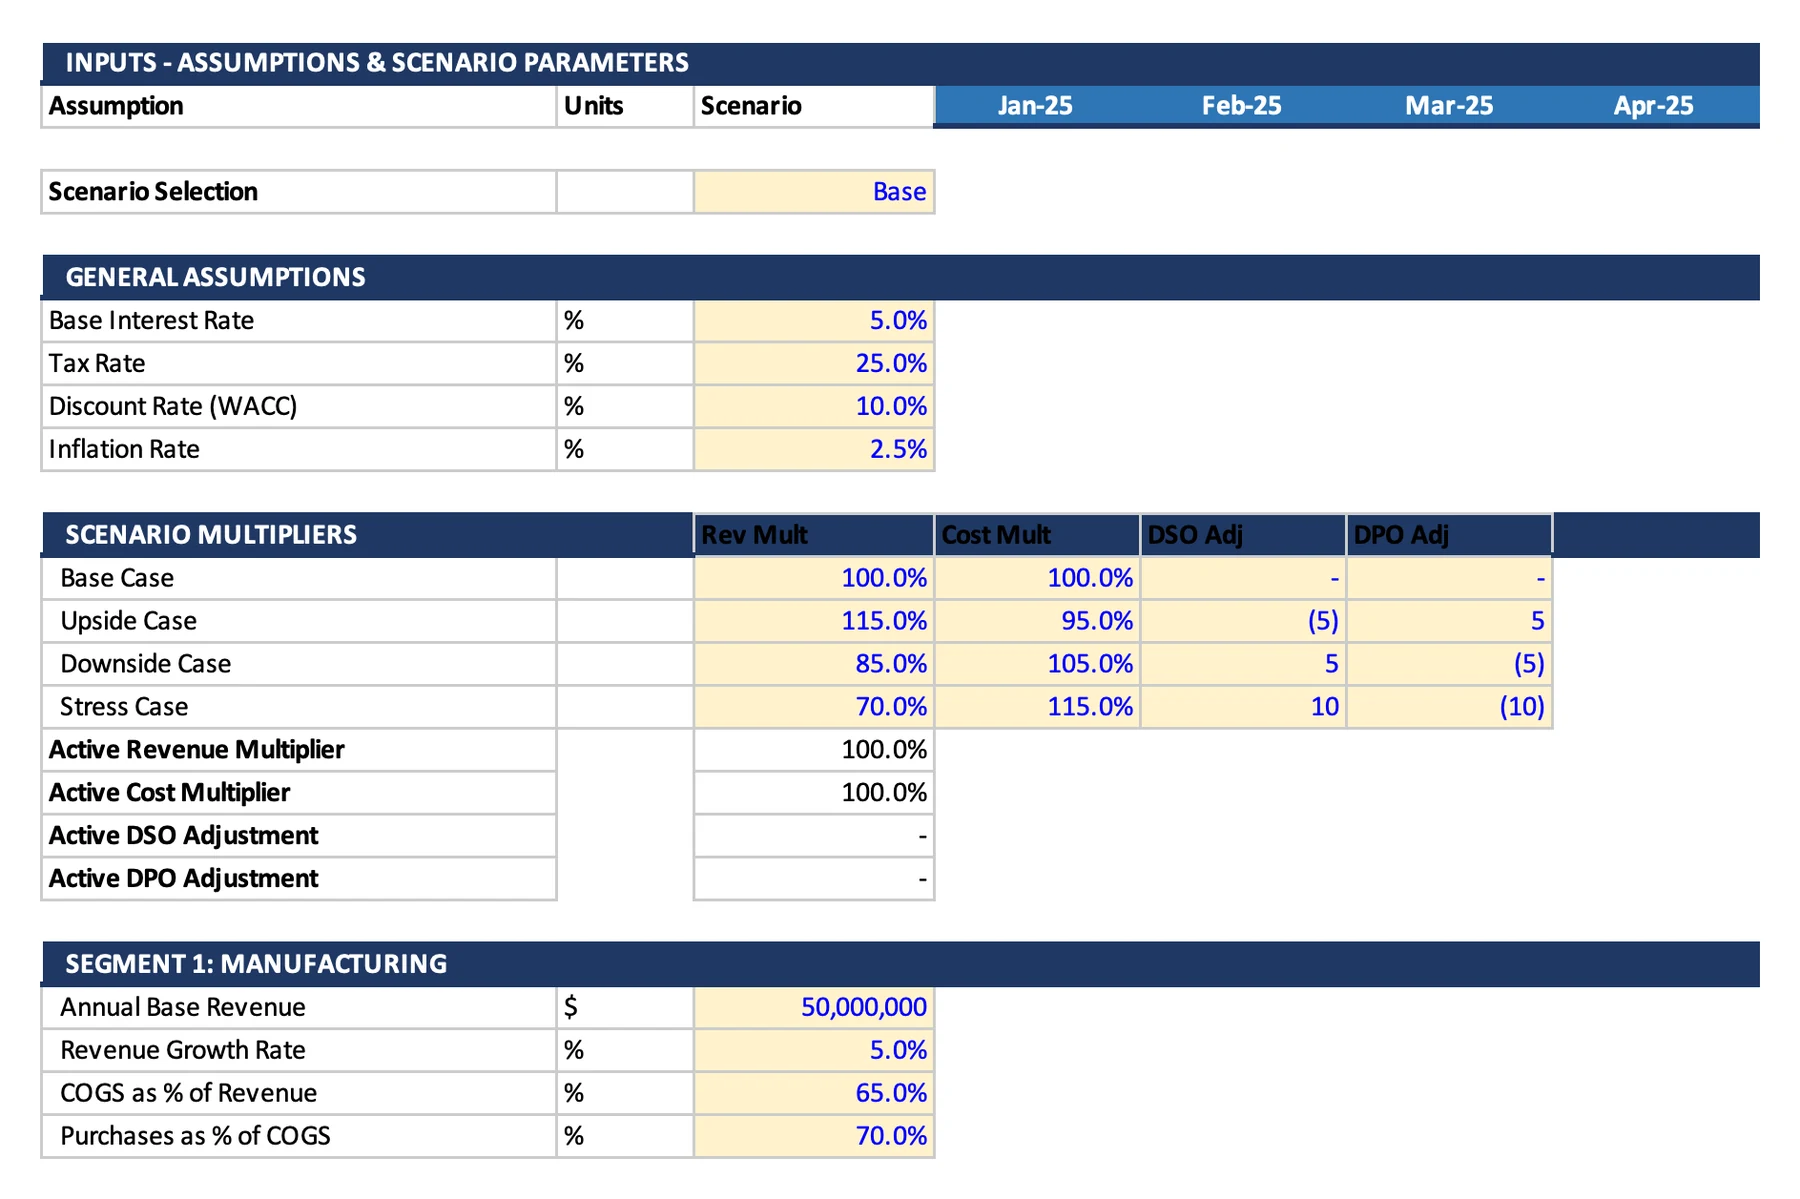 INPUTS - ASSUMPTIONS & SCENARIO PARAMETERS
Assumption Units Scenario Jan-25 Feb-25 Mar-25 Apr-25
Scenario Selection Base
GENERAL ASSUMPTIONS
Base Interest Rate % 5.0%
Tax Rate % 25.0%
Discount Rate (WACC) % 10.0%
Inflation Rate % 2.5%
SCENARIO MULTIPLIERS Rev Mult Cost Mult DSO Adj DPO Adj
Base Case 100.0% 100.0% - -
Upside Case 115.0% 95.0% (5) 5
Downside Case 85.0% 105.0% 5 (5)
Stress Case 70.0% 115.0% 10 (10)
Active Revenue Multiplier 100.0%
Active Cost Multiplier 100.0%
Active DSO Adjustment -
Active DPO Adjustment -
SEGMENT 1: MANUFACTURING
Annual Base Revenue $ 50,000,000
Revenue Growth Rate % 5.0%
COGS as % of Revenue % 65.0%
Purchases as % of COGS % 70.0%